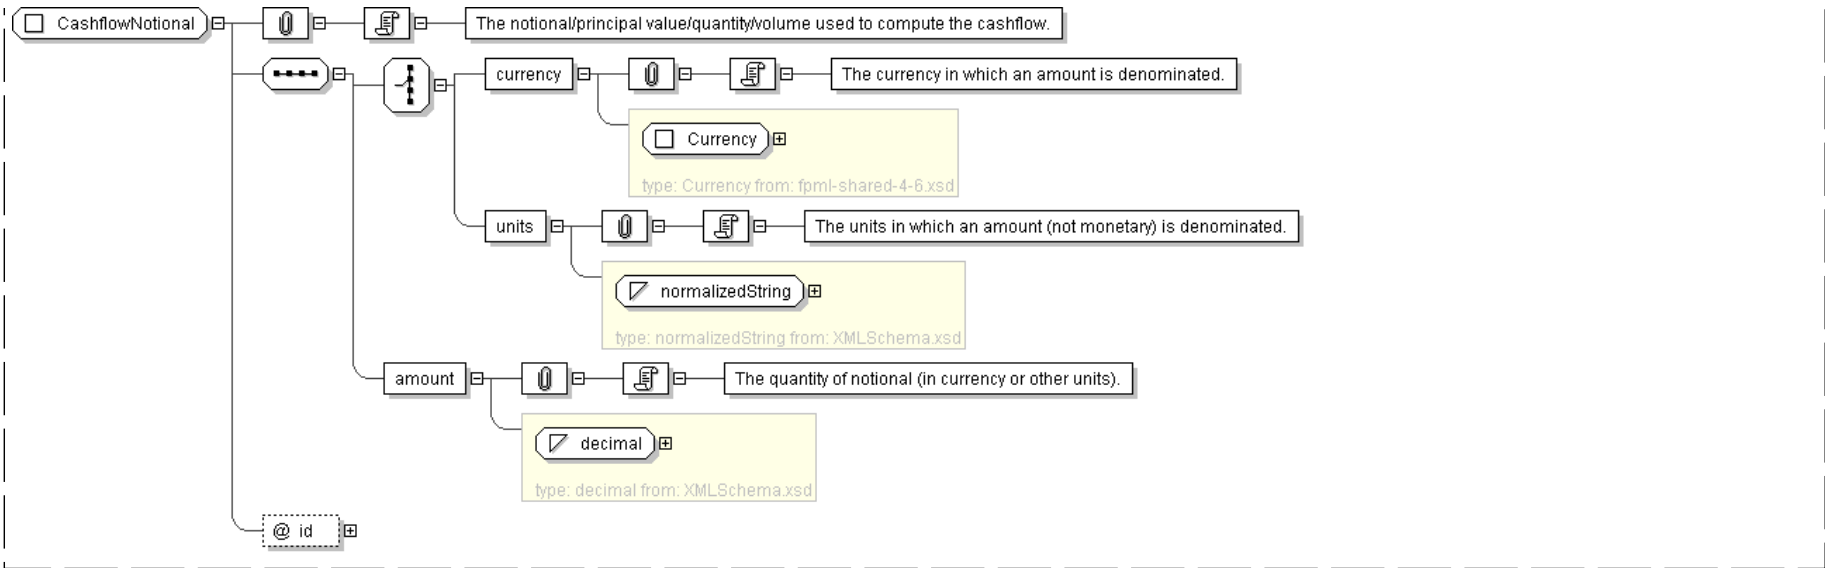 CashflowNotional
The notional/principal value/quantity/volume used to compute the cashflow.
currency
The currency in which an amount is denominated.
Currency
type: Currency from: fpml-shared-4-6.xsd
units
The units in which an amount (not monetary) is denominated.
normalizedString
type: normalizedString from: XMLSchema.xsd
amount
The quantity of notional (in currency or other units).
decimal
type: decimal from: XMLSchema.xsd
@ id